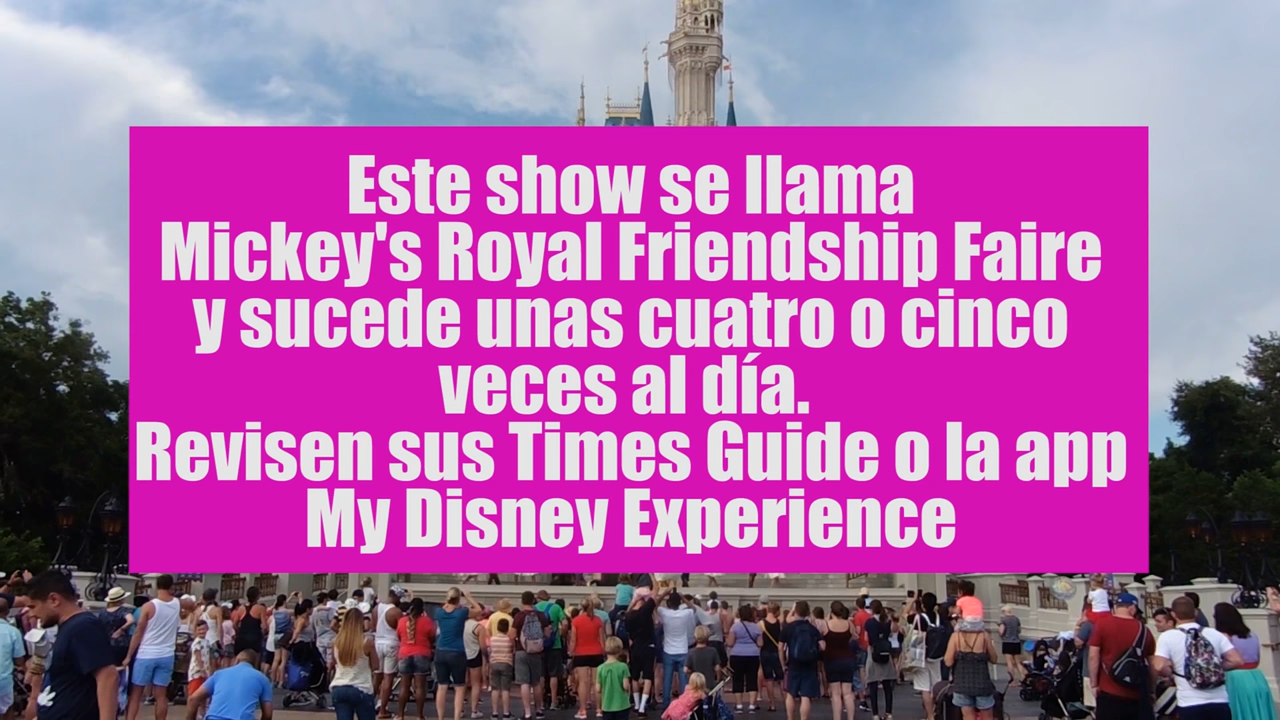 Este show se llama
Mickey's Royal Friendship Faire
y sucede unas cuatro o cinco
veces al día.
Revisen sus Times Guide o la app
My Disney Experience